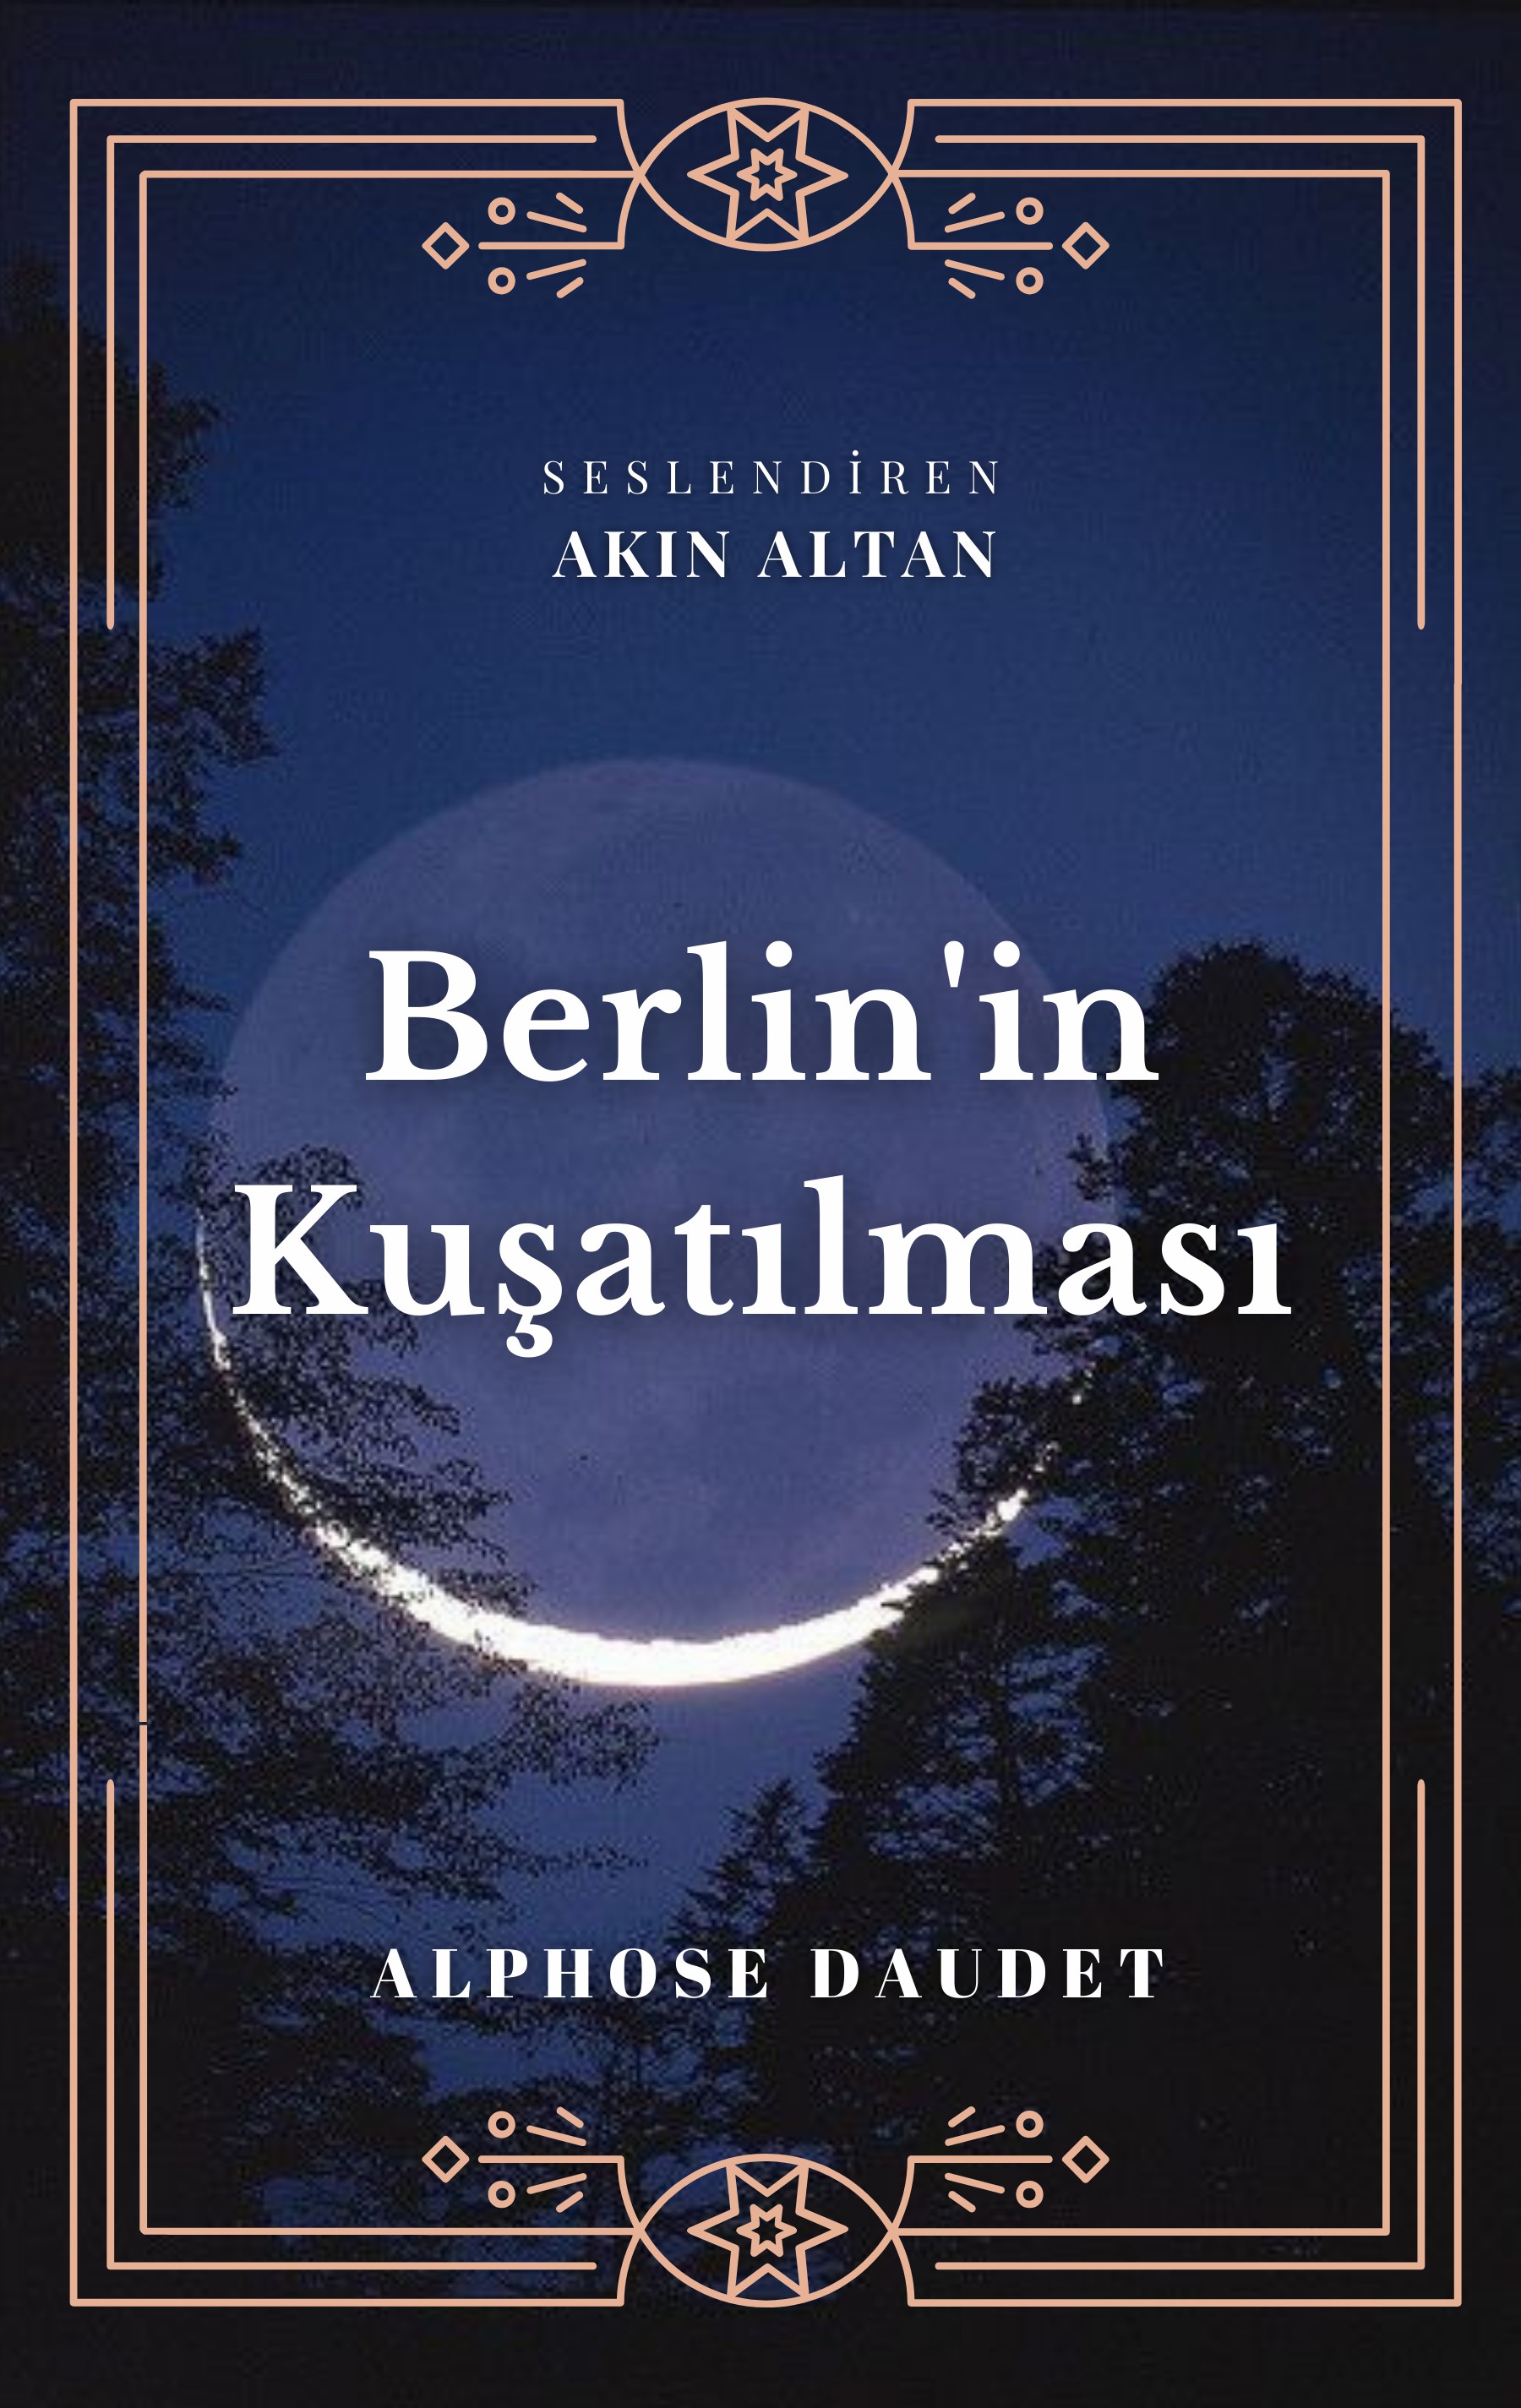 SESLENDİREN
AKIN ALTAN
Berlin'in
Kuşatılması
ALPHOSE DAUDET